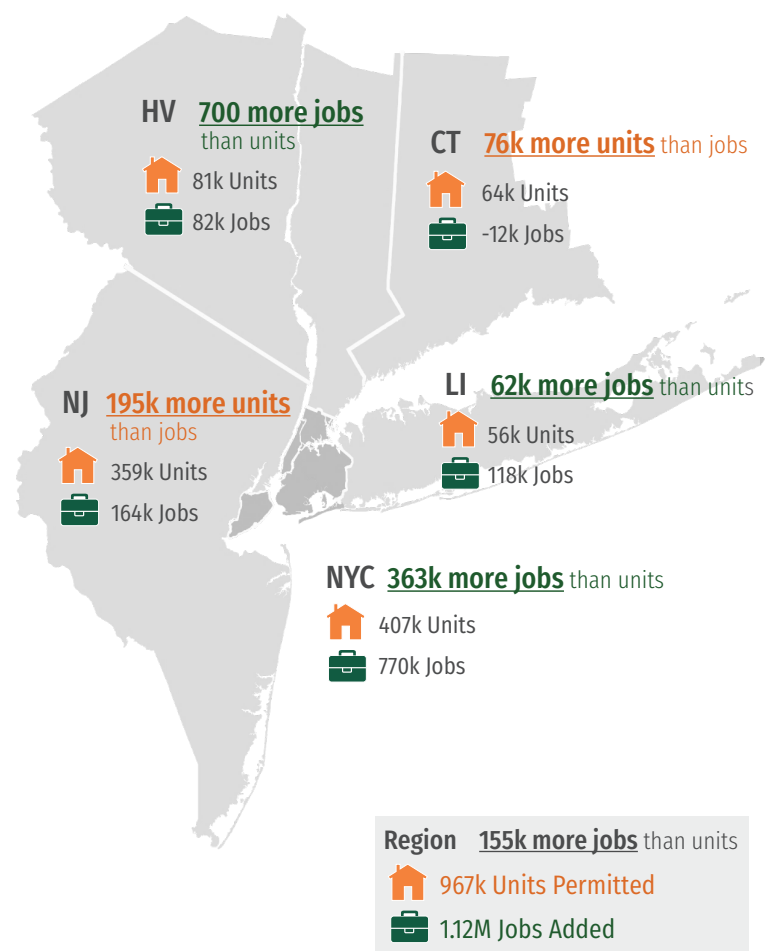 HV 700 more jobs
than units
81k Units
82k Jobs
CT 76k more units than jobs
64k Units
-12k Jobs
NJ 195k more units
than jobs
359k Units
164k Jobs
LI 62k more jobs than units
56k Units
118k Jobs
NYC 363k more jobs than units
407k Units
770k Jobs
Region 155k more jobs than units
967k Units Permitted
1.12M Jobs Added